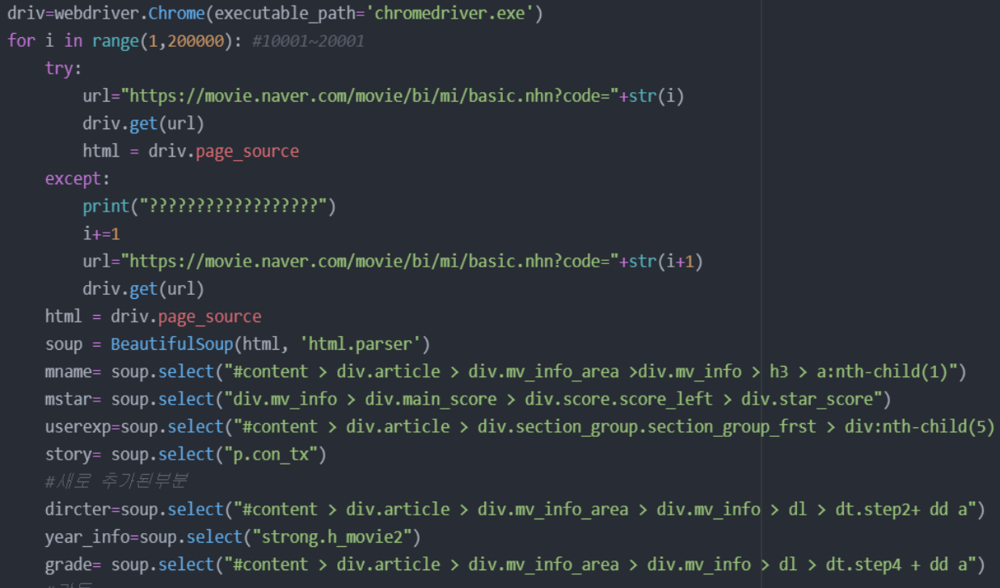 driv=webdriver.Chrome(executable_path='chromedriver.exe')
for i in range(1,200000): #10001~20001
    try:
        url="https://movie.naver.com/movie/bi/mi/basic.nhn?code="+str(i)
        driv.get(url)
        html = driv.page_source
    except:
        print("??????????????????")
        i+=1
        url="https://movie.naver.com/movie/bi/mi/basic.nhn?code="+str(i+1)
        driv.get(url)
    html = driv.page_source
    soup = BeautifulSoup(html, 'html.parser')
    mname= soup.select("#content > div.article > div.mv_info_area >div.mv_info > h3 > a:nth-child(1)")
    mstar= soup.select("div.mv_info > div.main_score > div.score.score_left > div.star_score")
    userexp=soup.select("#content > div.article > div.section_group.section_group_frst > div:nth-child(5)
    story= soup.select("p.con_tx")
    #새로 추가된부분
    dircter=soup.select("#content > div.article > div.mv_info_area > div.mv_info > dl > dt.step2+ dd a")
    year_info=soup.select("strong.h_movie2")
    grade= soup.select("#content > div.article > div.mv_info_area > div.mv_info > dl > dt.step4 + dd a")